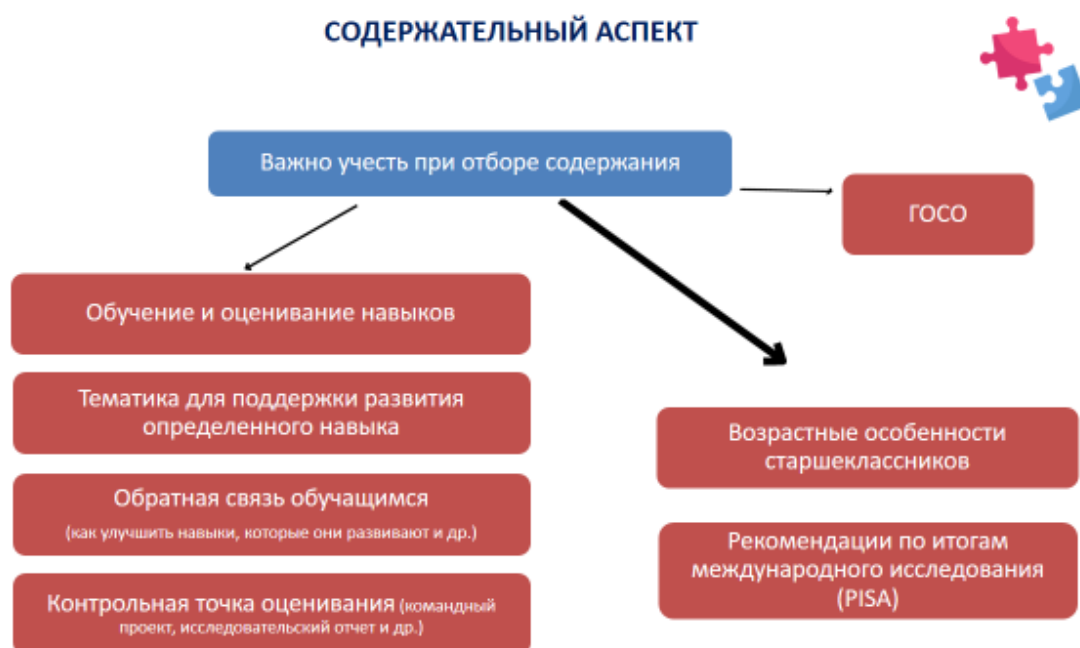 СОДЕРЖАТЕЛЬНЫЙ АСПЕКТ
Важно учесть при отборе содержания
ГОСО
Обучение и оценивание навыков
Тематика для поддержки развития
определенного навыка
Обратная связь обучащимся
(как улучшить навыки, которые они развивают и др.)
Контрольная точка оценивания (командный
проект, исследовательский отчет и др.)
Возрастные особенности
старшеклассников
Рекомендации по итогам
международного исследования
(PISA)